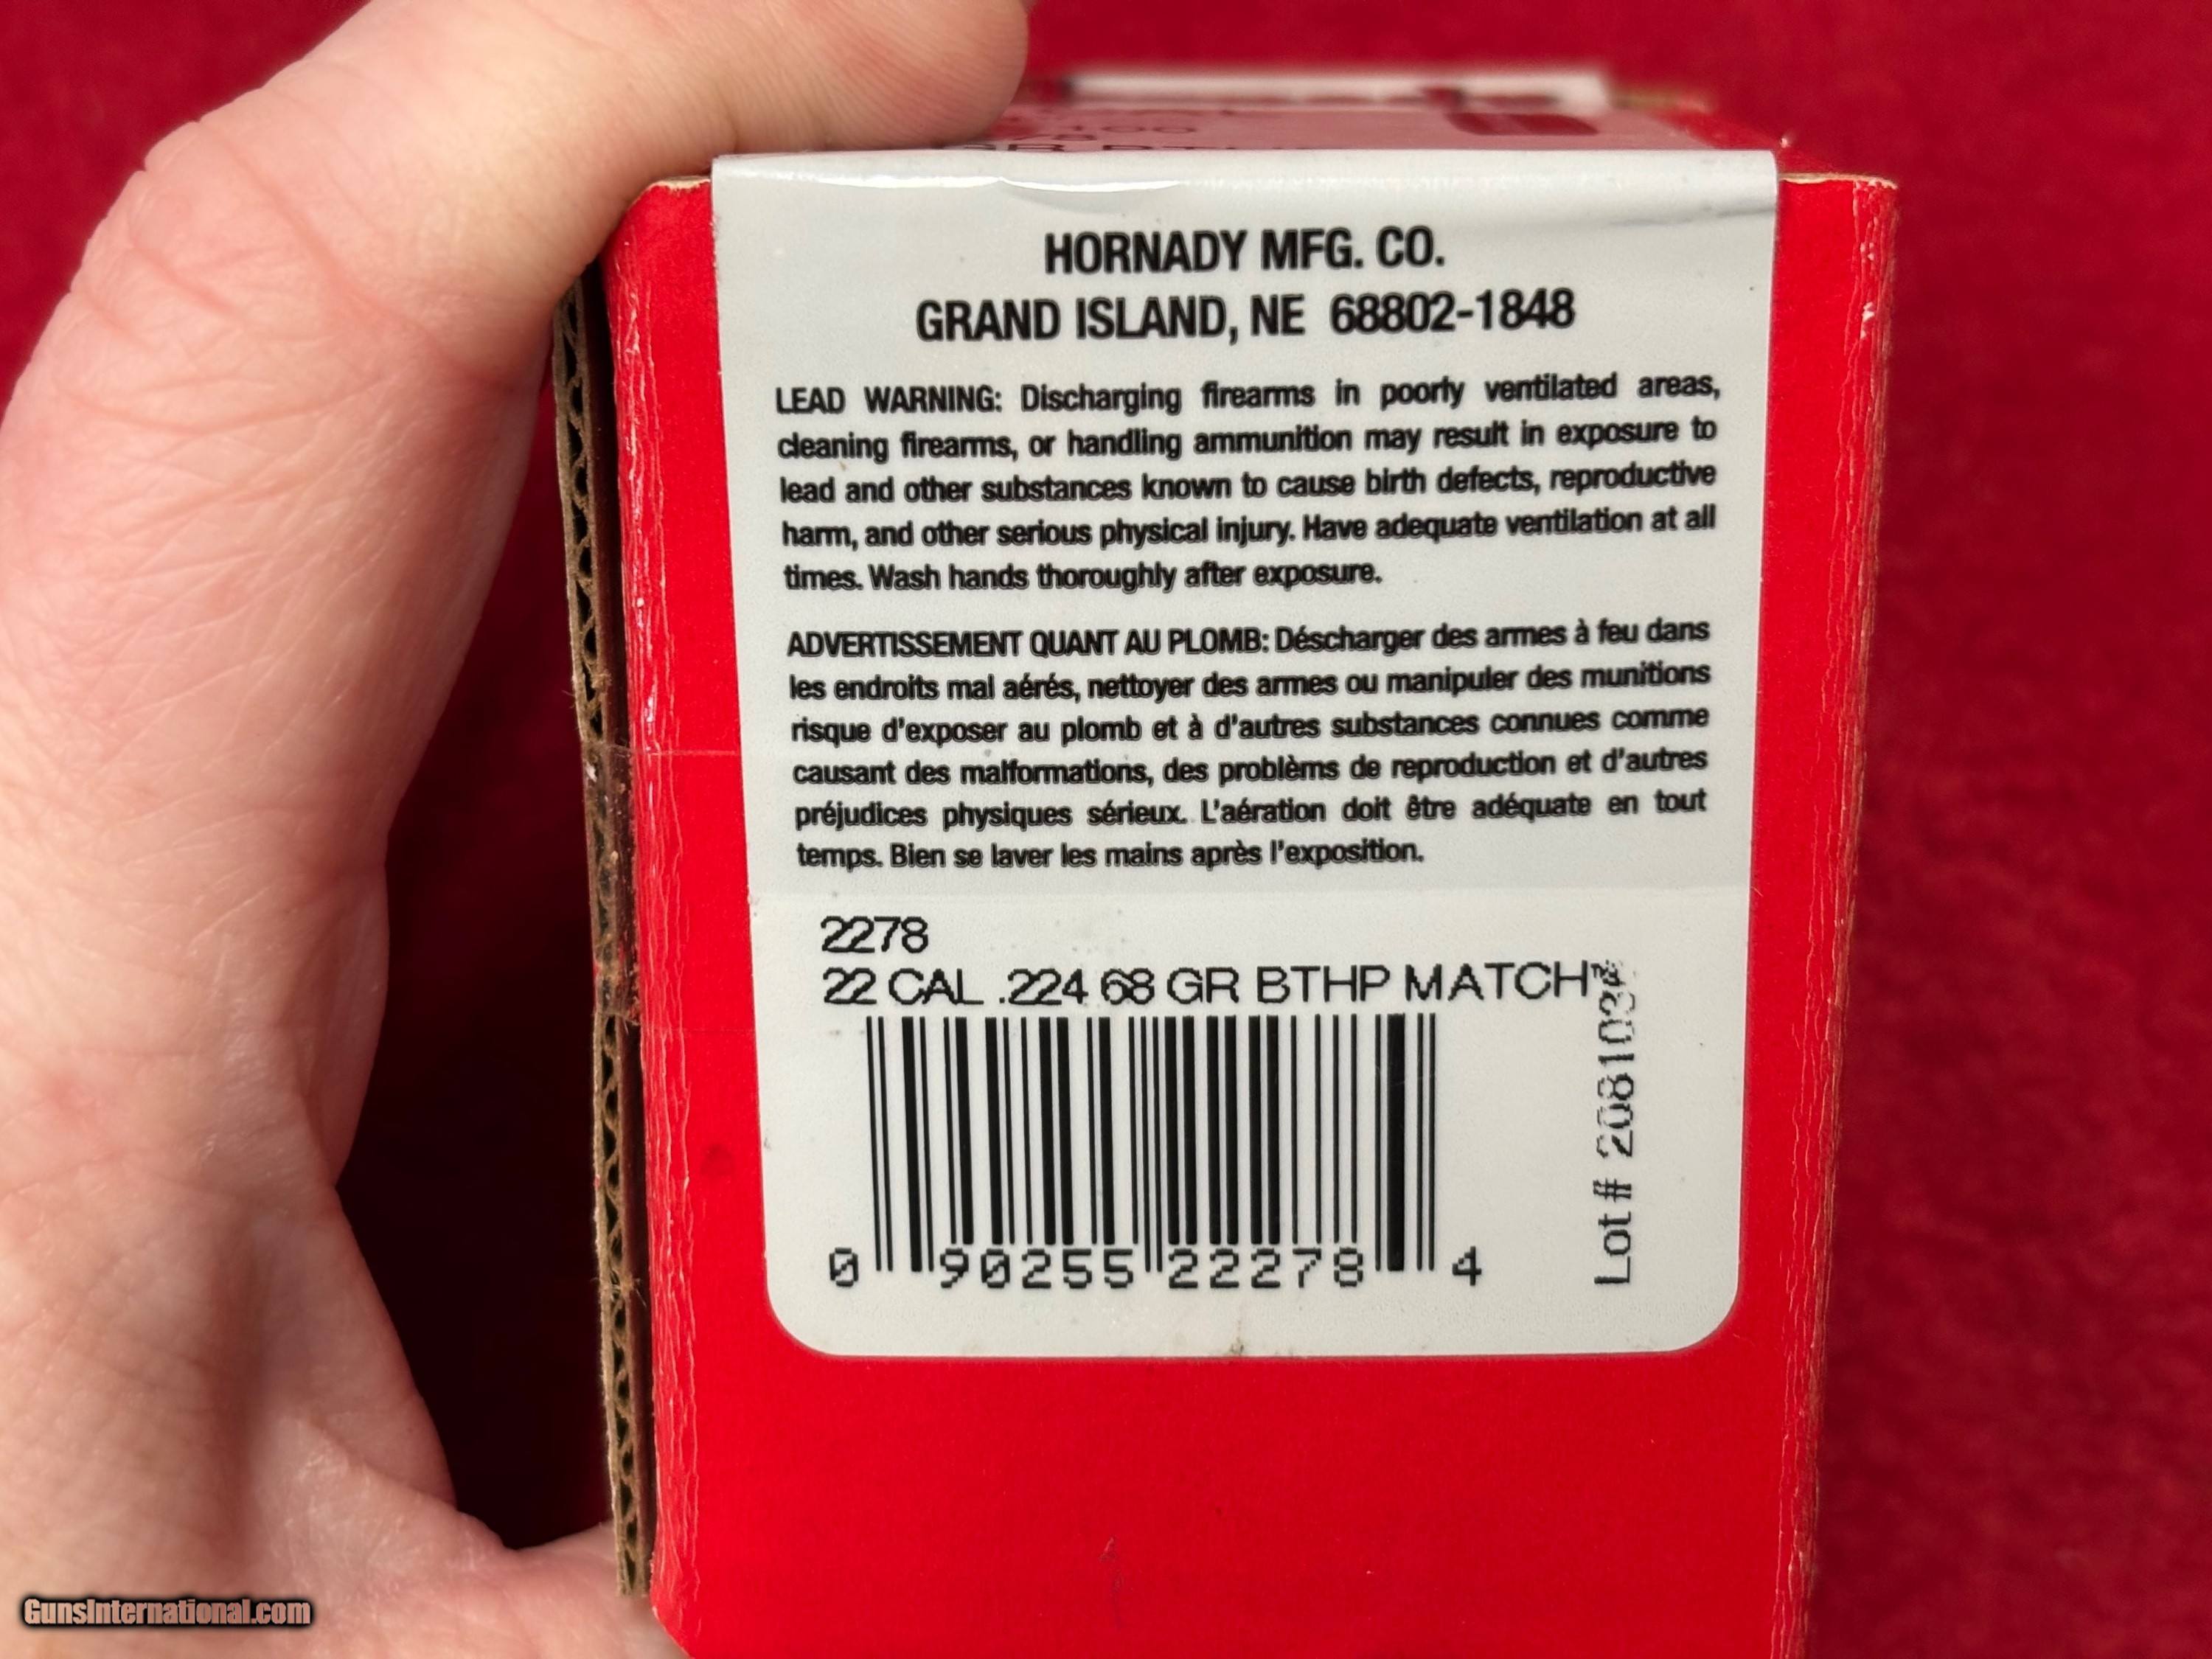 100
HORNADY MFG. CO.
GRAND ISLAND, NE 68802-1848
LEAD WARNING: Discharging firearms in poorly ventilated areas,
cleaning firearms, or handling ammunition may result in exposure to
lead and other substances known to cause birth defects, reproductive
harm, and other serious physical injury. Have adequate ventilation at all
times. Wash hands thoroughly after exposure.
ADVERTISSEMENT QUANT AU PLOMB: Déscharger des armes à feu dans
les endroits mal aérés, nettoyer des armes ou manipuler des munitions
risque d'exposer au plomb et à d'autres substances connues comme
causant des malformations, des problèms de reproduction et d'autres
préjudices physiques sérieux. L'aération doit être adéquate en tout
temps. Bien se laver les mains après l'exposition.
2278
22 CAL .224 68 GR BTHP MATCH™
0 90255 22278 4
Lot #
GunsInternational.com